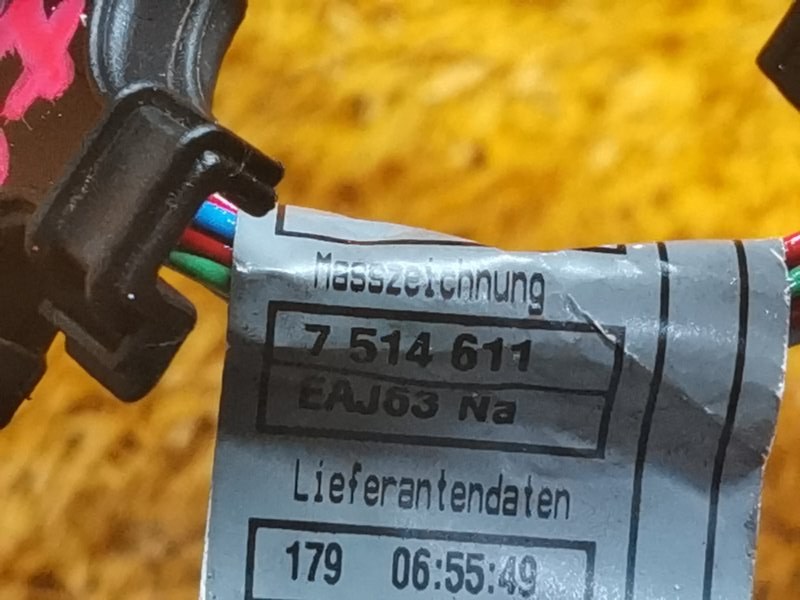 Masszeichnung
7 514 611
EAJ63 Na
Lieferantendaten
179 06:55:49